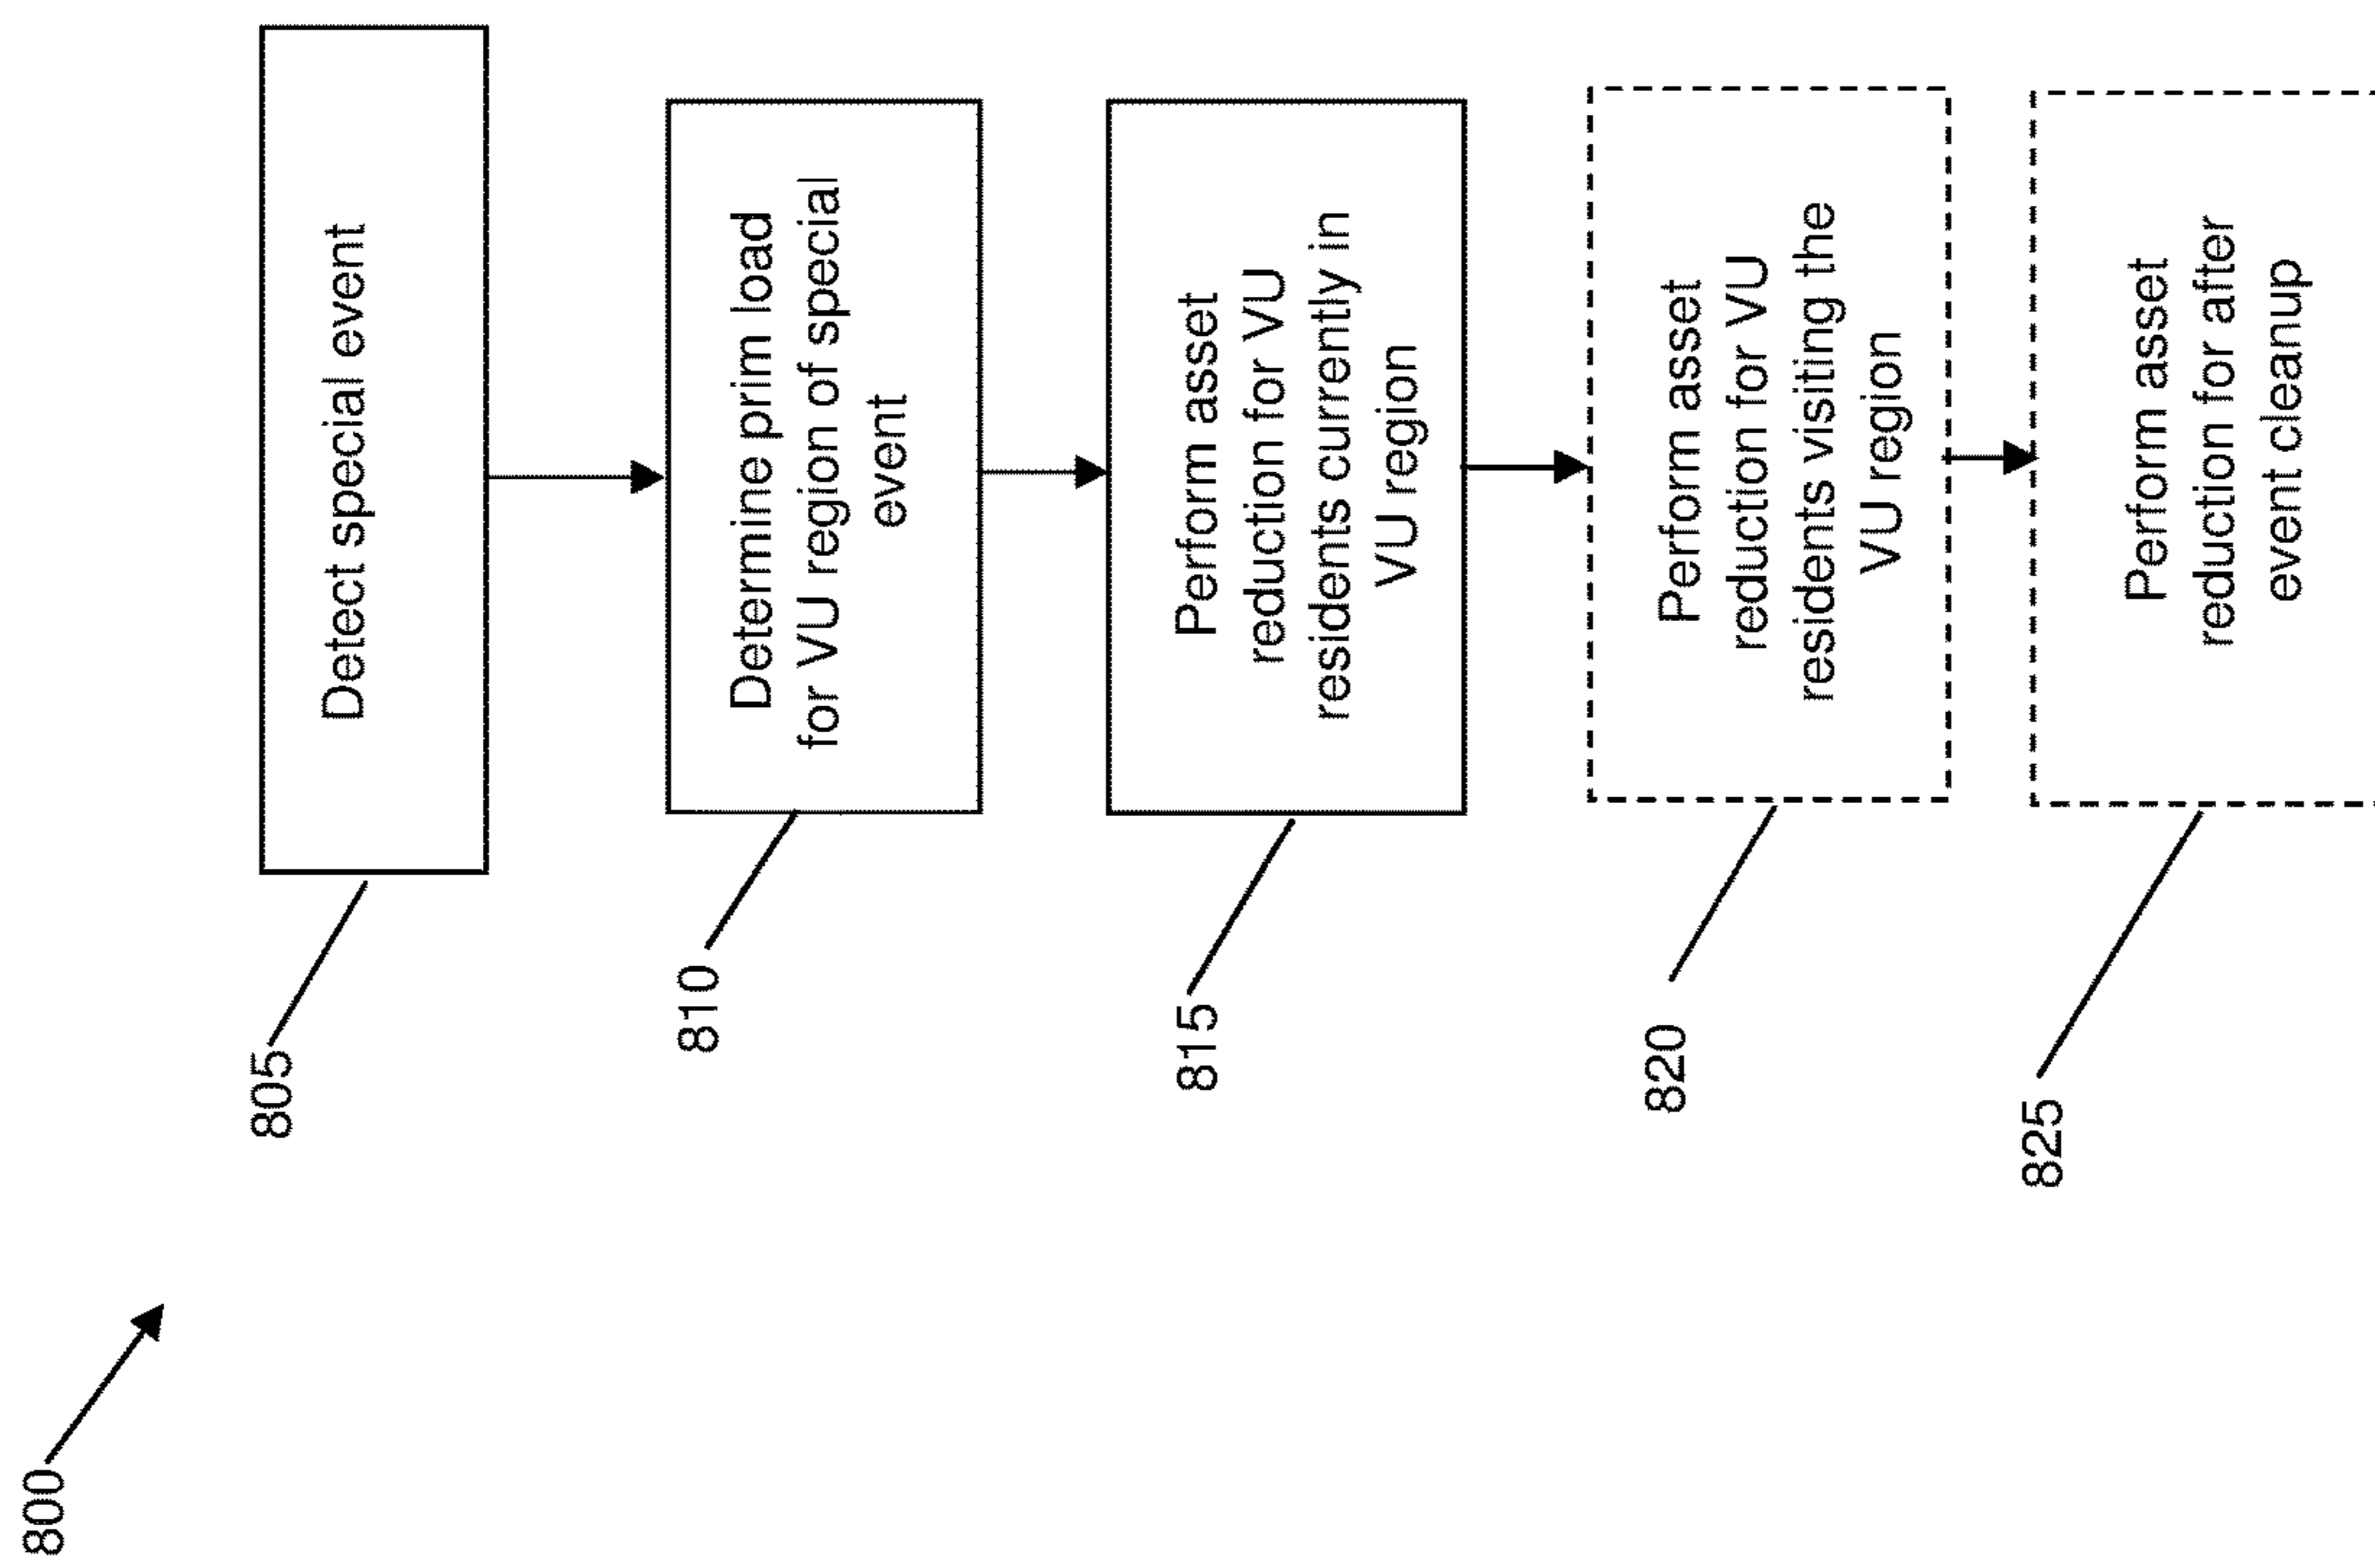 800
805
Detect special event
810
Determine prim load
for VU region of special
event
815
Perform asset
reduction for VU
residents currently in
VU region
820
Perform asset
reduction for VU
residents visiting the
VU region
825
Perform asset
reduction for after
event cleanup